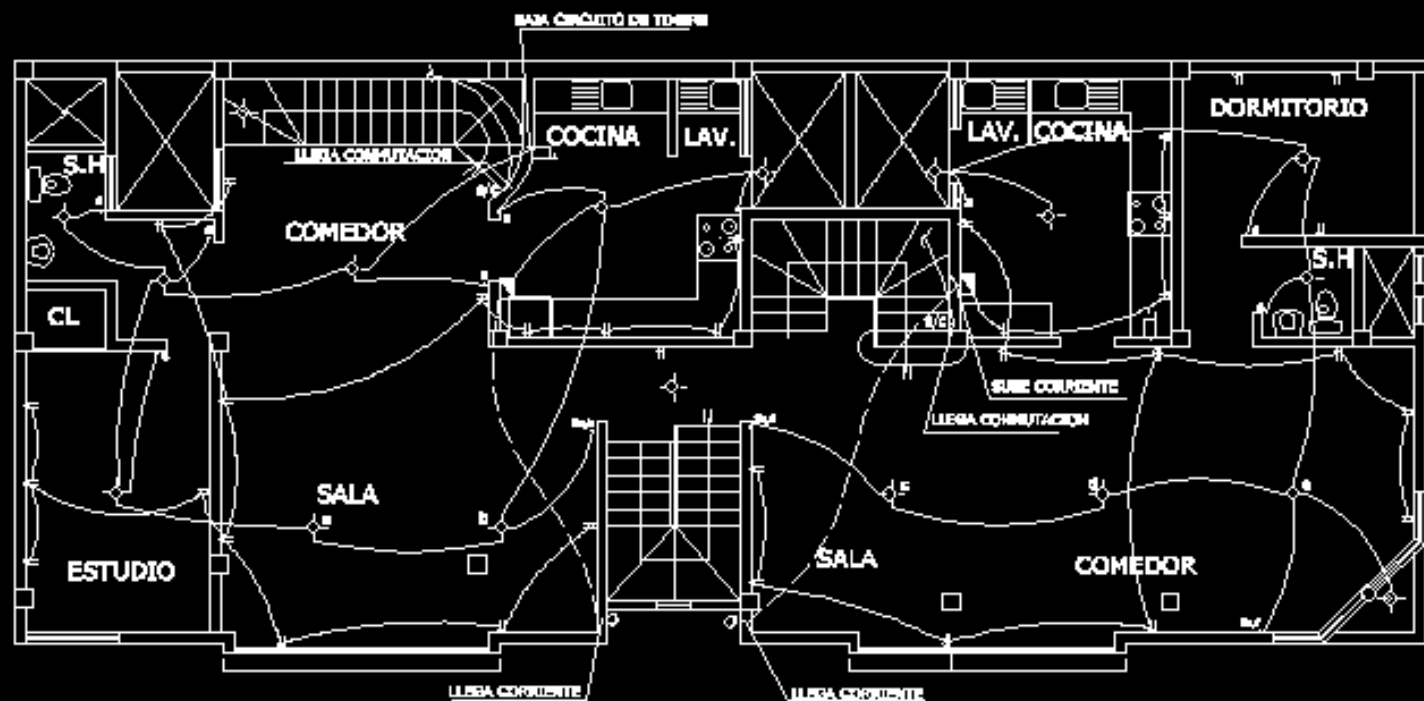 BAJA CIRCUITO DE TIMBRE
DORMITORIO
COCINA
LAV.
LAV.
COCINA
LLEGA CONMUTACION
S.H
COMEDOR
S.H
CL
SUBE CORRIENTE
LLEGA CONMUTACION
SALA
a
b
c
d
e
SALA
COMEDOR
ESTUDIO
LLEGA CORRIENTE
LLEGA CORRIENTE